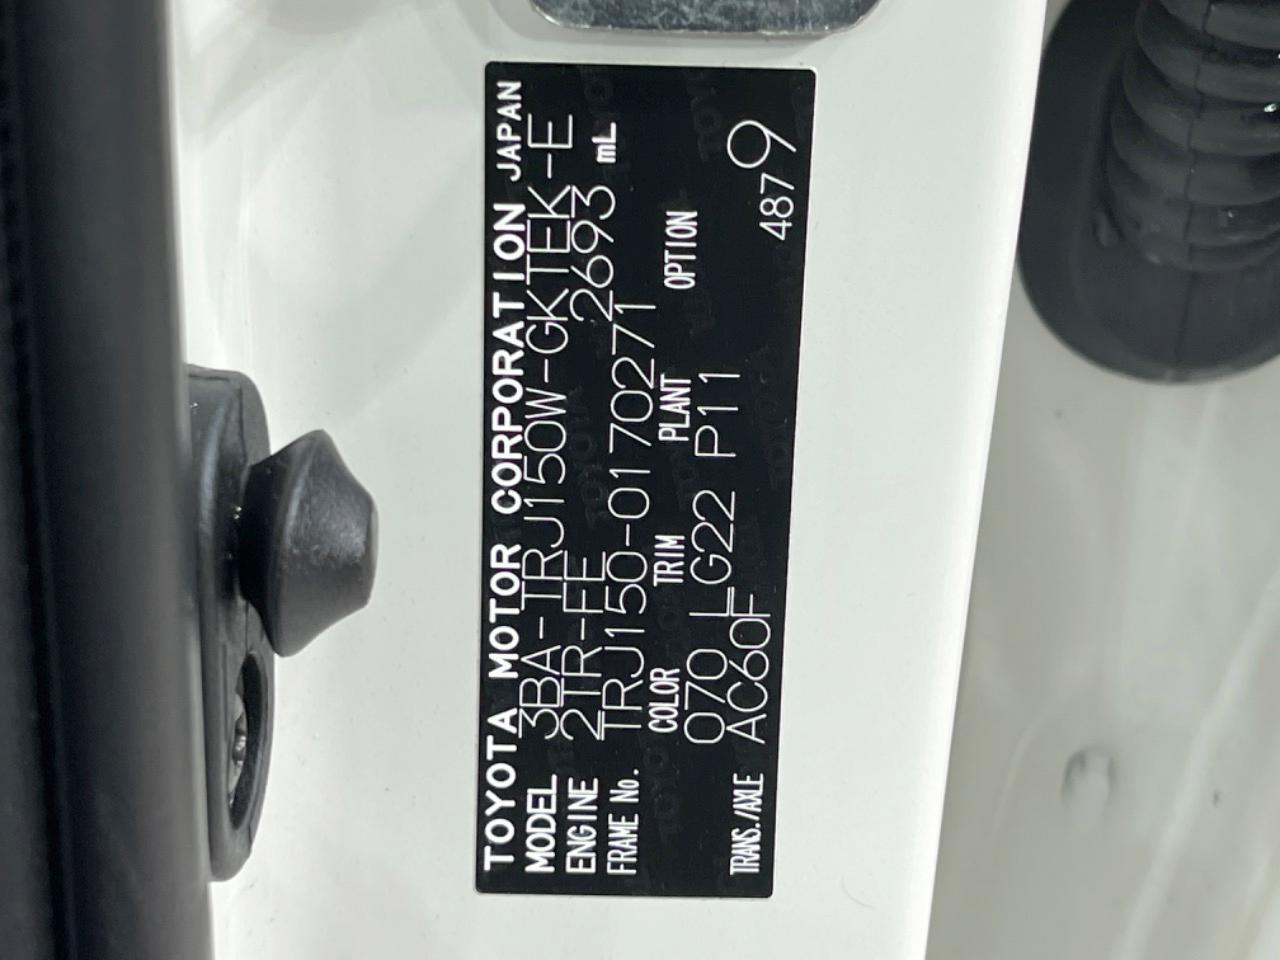 TOYOTA MOTOR CORPORATION JAPAN
MODEL 3BA-TRJ150W-GKTEK-E
ENGINE 2TR-FE 2693 mL
FRAME No. TRJ150-0170271
COLOR TRIM PLANT OPTION
070 LG22 P11
TRANS./AXLE AC60F 4879